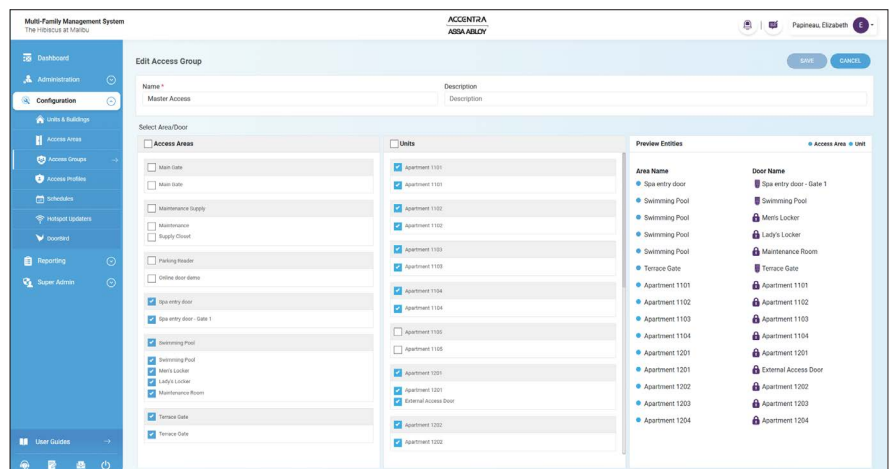 Multi-Family Management System
The Hibiscus at Malibu
ACCENTRA
ASSA ABLOY
Papineau, Elizabeth
E
Dashboard
Administration
Configuration
Units & Buildings
Access Areas
Access Groups
Access Profiles
Schedules
Hotspot Updaters
DoorBird
Reporting
Super Admin
User Guides
Edit Access Group
SAVE
CANCEL
Name *
Master Access
Description
Description
Select Area/Door
Access Areas
Main Gate
Main Gate
Maintenance Supply
Maintenance
Supply Closet
Parking Reader
Online door demo
Spa entry door
Spa entry door - Gate 1
Swimming Pool
Swimming Pool
Men's Locker
Lady's Locker
Maintenance Room
Terrace Gate
Terrace Gate
Units
Apartment 1101
Apartment 1101
Apartment 1102
Apartment 1102
Apartment 1103
Apartment 1103
Apartment 1104
Apartment 1104
Apartment 1105
Apartment 1105
Apartment 1201
Apartment 1201
External Access Door
Apartment 1202
Apartment 1202
Preview Entities
Access Area Unit
Area Name Door Name
Spa entry door Spa entry door - Gate 1
Swimming Pool Swimming Pool
Swimming Pool Men's Locker
Swimming Pool Lady's Locker
Swimming Pool Maintenance Room
Terrace Gate Terrace Gate
Apartment 1101 Apartment 1101
Apartment 1102 Apartment 1102
Apartment 1103 Apartment 1103
Apartment 1104 Apartment 1104
Apartment 1201 Apartment 1201
Apartment 1201 External Access Door
Apartment 1202 Apartment 1202
Apartment 1203 Apartment 1203
Apartment 1204 Apartment 1204